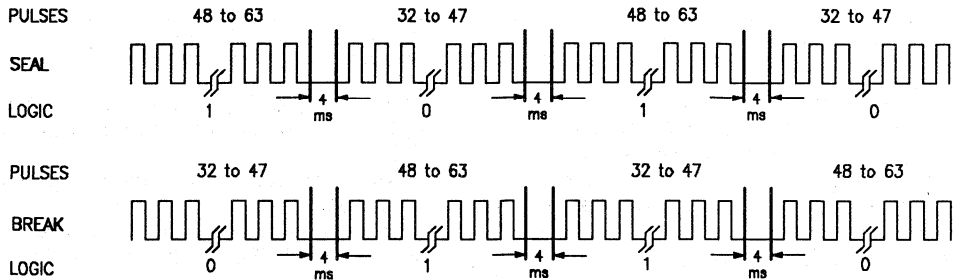 PULSES 48 to 63 32 to 47 48 to 63 32 to 47
SEAL
4 4 4
LOGIC 1 ms 0 ms 1 ms 0
PULSES 32 to 47 48 to 63 32 to 47 48 to 63
BREAK
4 4 4
LOGIC 0 ms 1 ms 1 ms 0